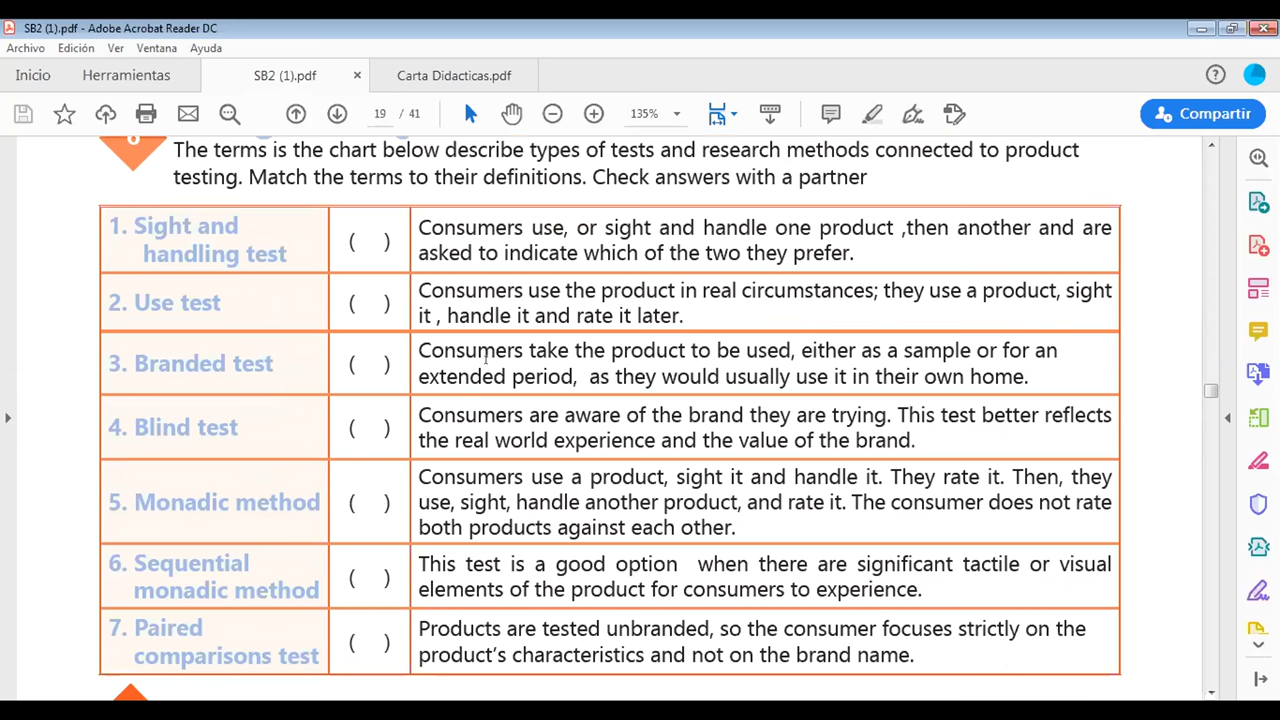 SB2 (1).pdf - Adobe Acrobat Reader DC
Archivo Edición Ver Ventana Ayuda
Inicio Herramientas SB2 (1).pdf × Carta Didacticas.pdf
19 / 41 135% Compartir
6
The terms is the chart below describe types of tests and research methods connected to product
testing. Match the terms to their definitions. Check answers with a partner
1. Sight and
handling test
( )
Consumers use, or sight and handle one product ,then another and are
asked to indicate which of the two they prefer.
2. Use test
( )
Consumers use the product in real circumstances; they use a product, sight
it , handle it and rate it later.
3. Branded test
( )
Consumers take the product to be used, either as a sample or for an
extended period, as they would usually use it in their own home.
4. Blind test
( )
Consumers are aware of the brand they are trying. This test better reflects
the real world experience and the value of the brand.
5. Monadic method
( )
Consumers use a product, sight it and handle it. They rate it. Then, they
use, sight, handle another product, and rate it. The consumer does not rate
both products against each other.
6. Sequential
monadic method
( )
This test is a good option when there are significant tactile or visual
elements of the product for consumers to experience.
7. Paired
comparisons test
( )
Products are tested unbranded, so the consumer focuses strictly on the
product's characteristics and not on the brand name.